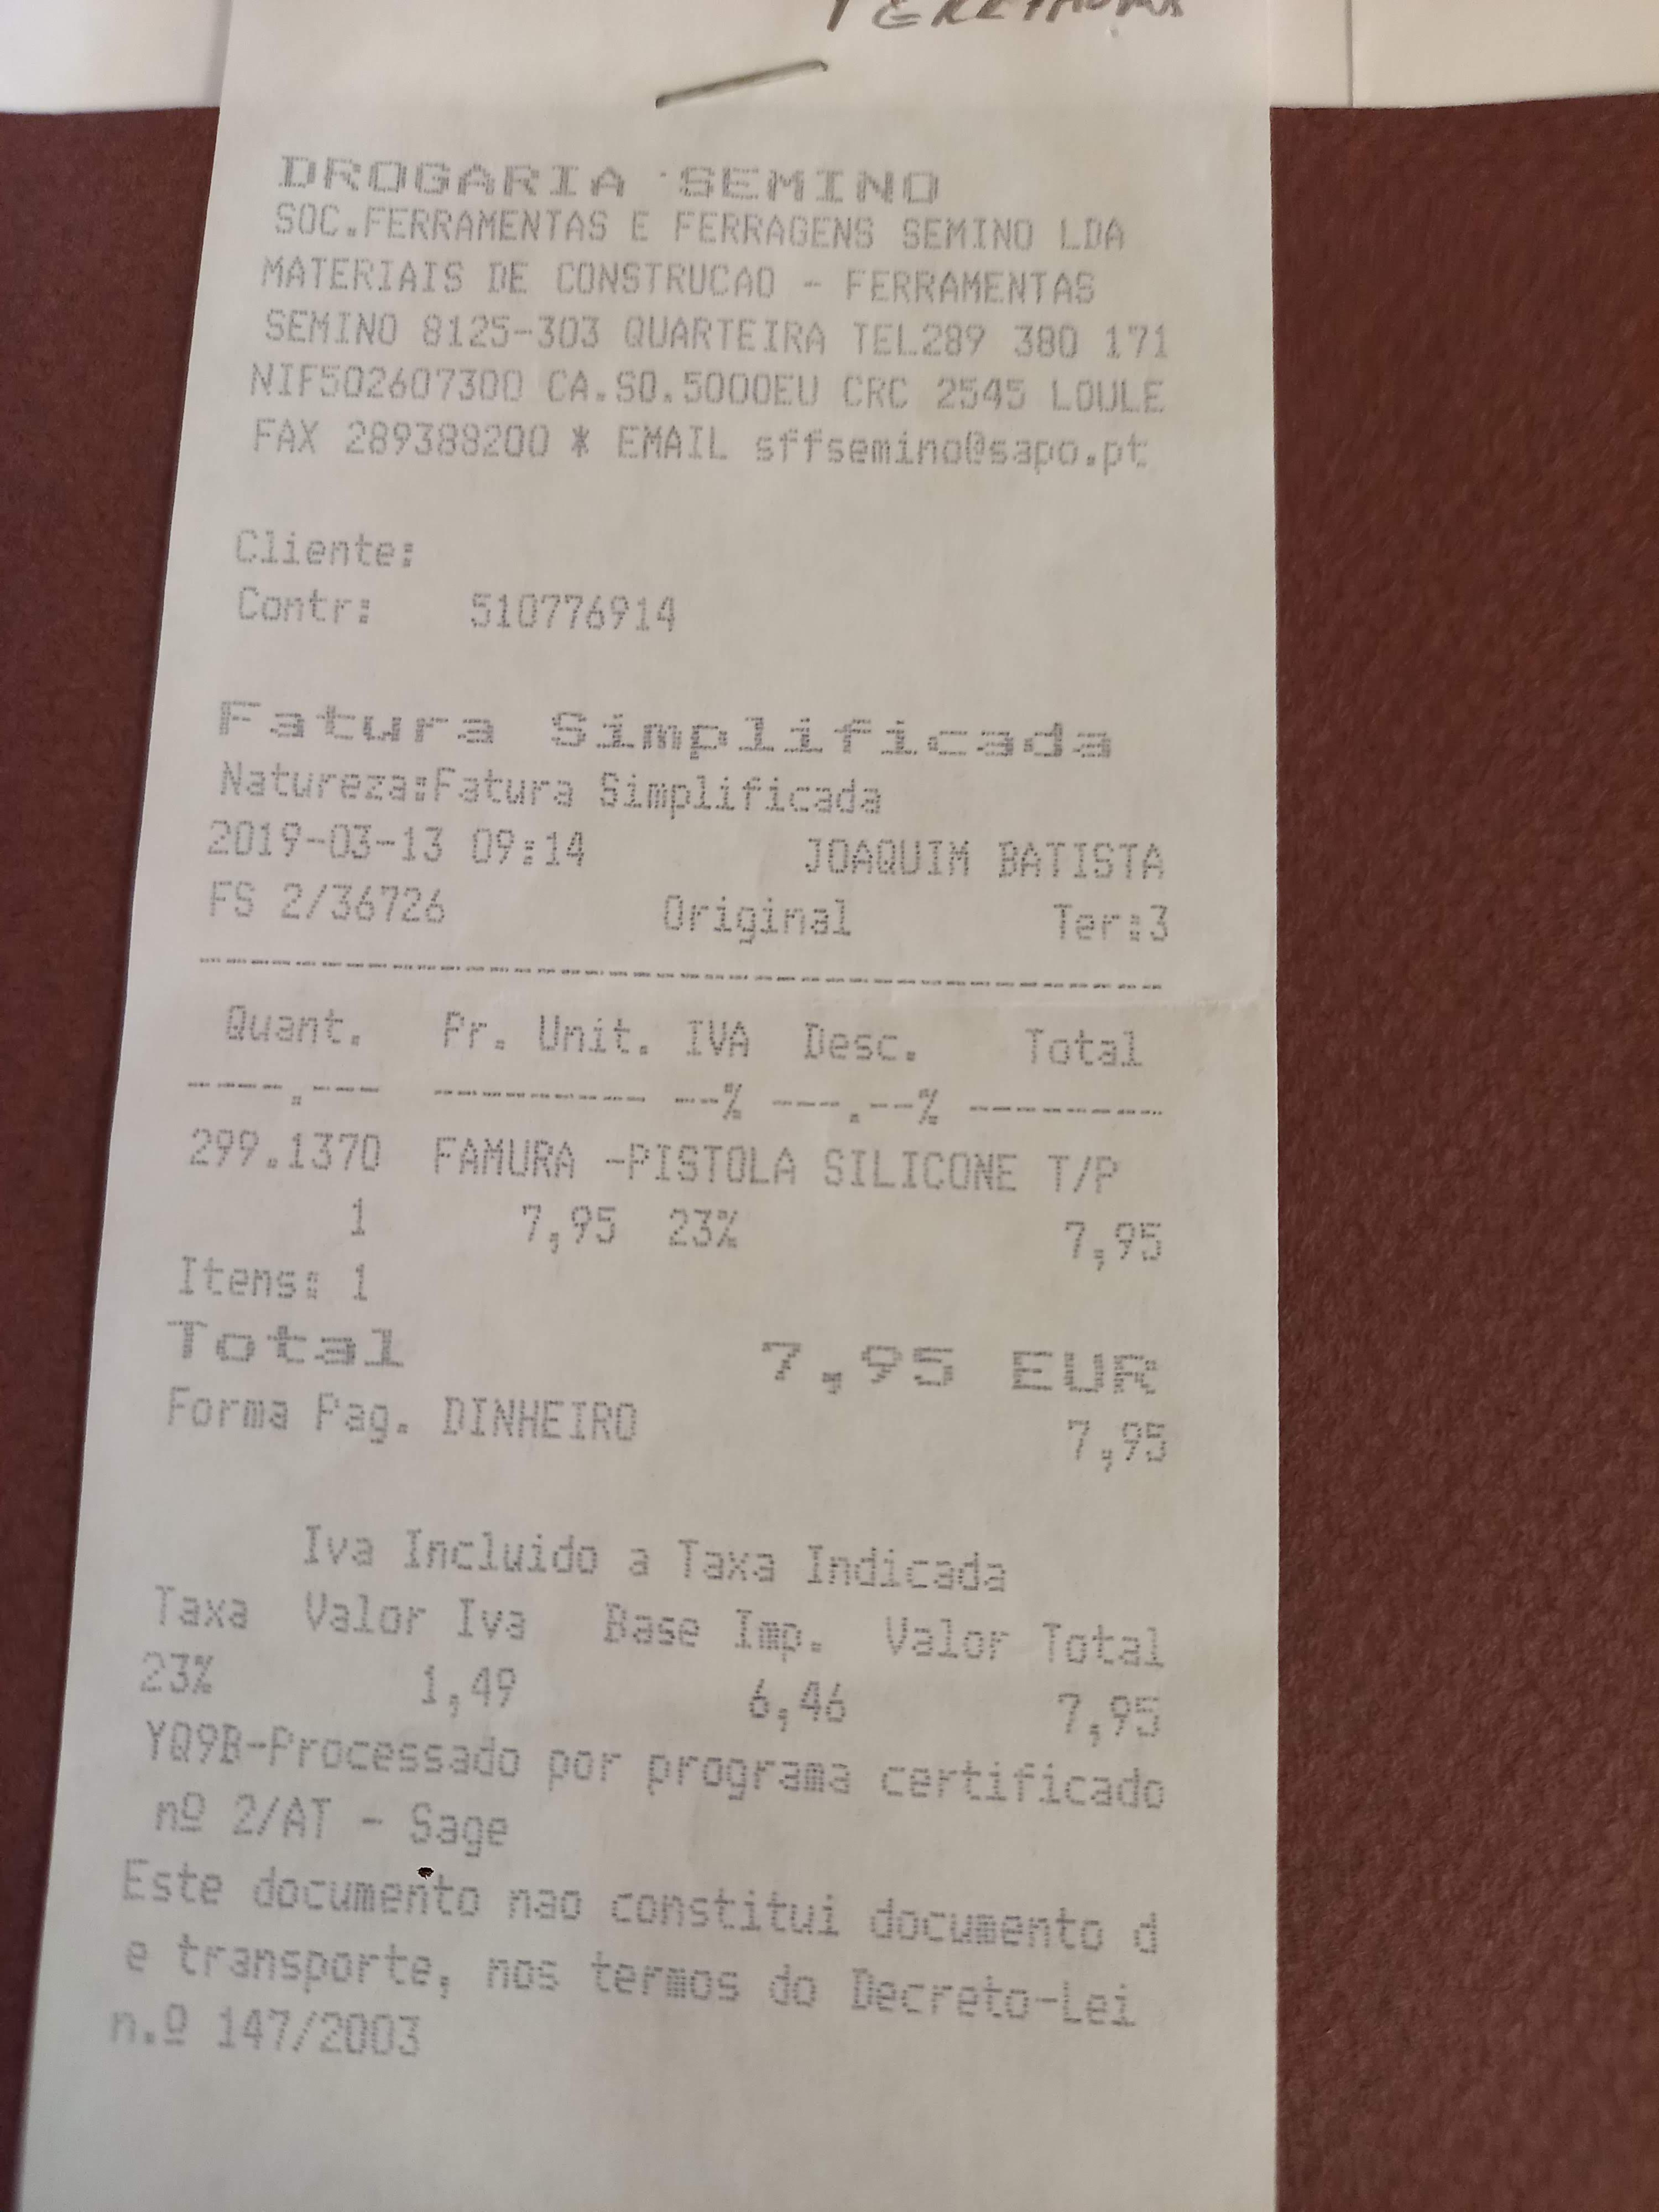 DROGARIA SEMINO
SOC.FERRAMENTAS E FERRAGENS SEMINO LDA
MATERIAIS DE CONSTRUCAO - FERRAMENTAS
SEMINO 8125-303 QUARTEIRA TEL289 380 171
NIF502607300 CA.SO.5000EU CRC 2545 LOULE
FAX 289388200 * EMAIL sffsemino@sapo.pt
Cliente:
Contr: 510776914
Fatura Simplificada
Natureza:Fatura Simplificada
2019-03-13 09:14 JOAQUIM BATISTA
FS 2/36726 Original Ter:3
Quant. Pr. Unit. IVA Desc. Total
----.--- ----------- --% ---.--% ----------
299.1370 FAMURA -PISTOLA SILICONE T/P
1 7,95 23% 7,95
Itens: 1
Total 7,95 EUR
Forma Pag. DINHEIRO 7,95
Iva Incluido a Taxa Indicada
Taxa Valor Iva Base Imp. Valor Total
23% 1,49 6,46 7,95
YQ9B-Processado por programa certificado
nº 2/AT - Sage
Este documento nao constitui documento d
e transporte, nos termos do Decreto-Lei
n.º 147/2003